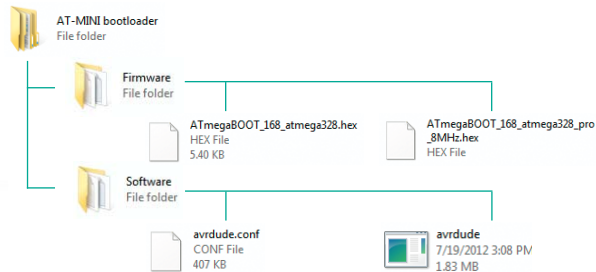 AT-MINI bootloader
File folder
Firmware
File folder
ATmegaBOOT_168_atmega328.hex
HEX File
5.40 KB
ATmegaBOOT_168_atmega328_pro
_8MHz.hex
HEX File
Software
File folder
avrdude.conf
CONF File
407 KB
avrdude
7/19/2012 3:08 PM
1.83 MB